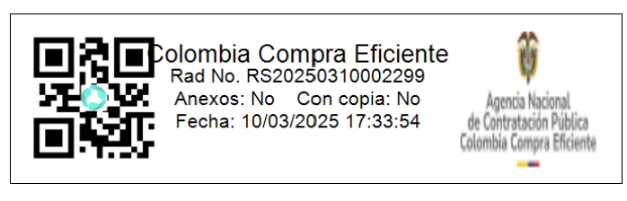 Colombia Compra Eficiente
Rad No. RS20250310002299
Anexos: No Con copia: No
Fecha: 10/03/2025 17:33:54
Agencia Nacional
de Contratación Pública
Colombia Compra Eficiente